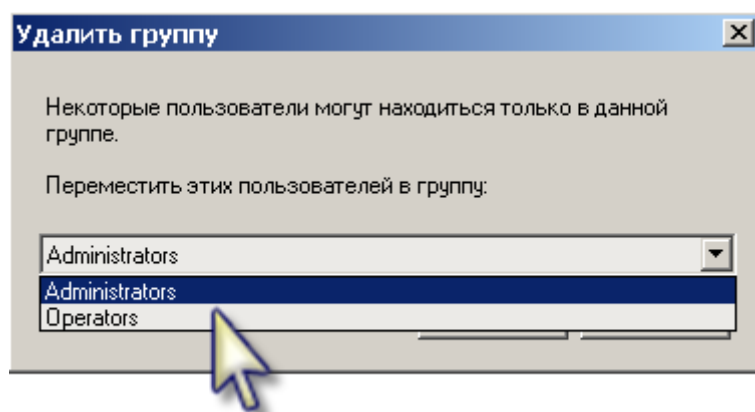 Удалить группу
Некоторые пользователи могут находиться только в данной
группе.
Переместить этих пользователей в группу:
Administrators
Administrators
Operators